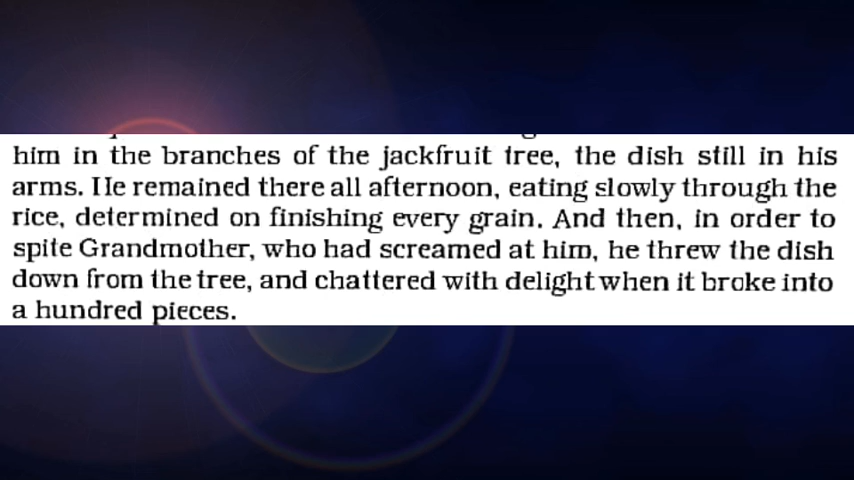 him in the branches of the jackfruit tree, the dish still in his
arms. He remained there all afternoon, eating slowly through the
rice, determined on finishing every grain. And then, in order to
spite Grandmother, who had screamed at him, he threw the dish
down from the tree, and chattered with delight when it broke into
a hundred pieces.